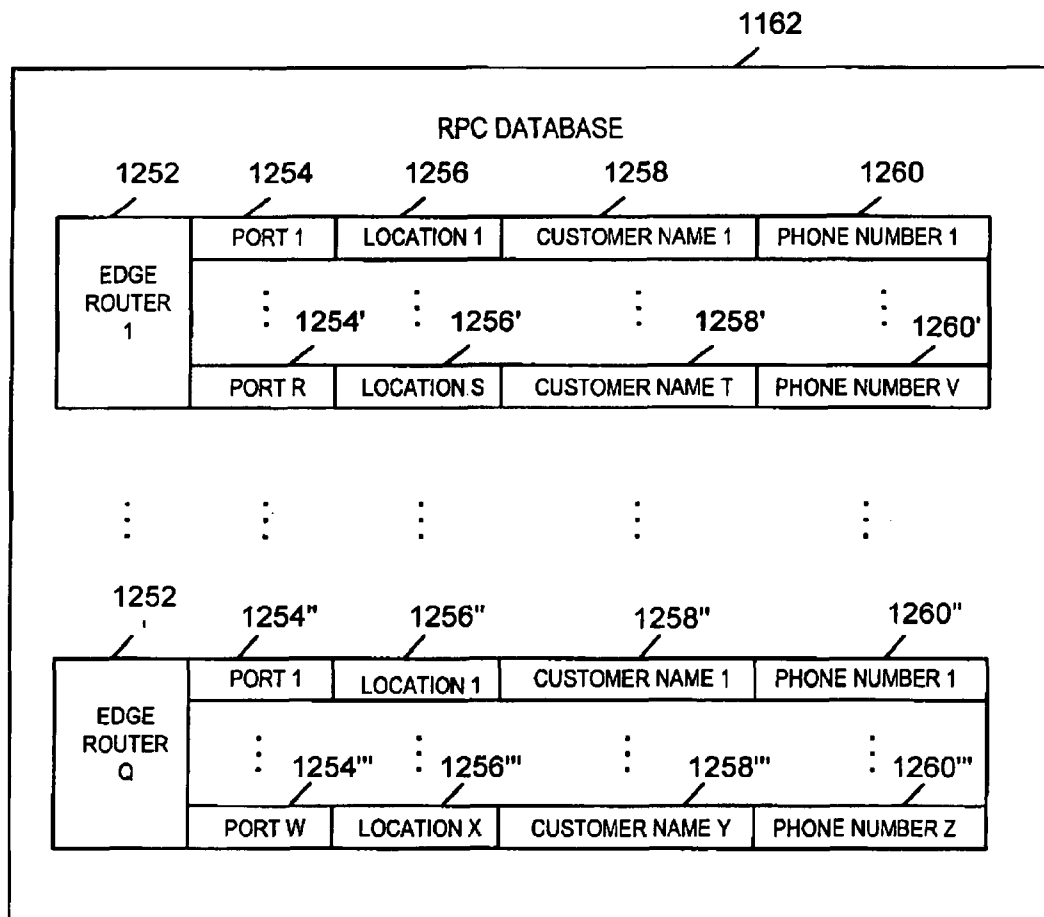 1162
RPC DATABASE
1252 1254 1256 1258 1260
EDGE ROUTER 1
PORT 1 LOCATION 1 CUSTOMER NAME 1 PHONE NUMBER 1
1254' 1256' 1258' 1260'
PORT R LOCATION S CUSTOMER NAME T PHONE NUMBER V
1252' 1254" 1256" 1258" 1260"
EDGE ROUTER Q
PORT 1 LOCATION 1 CUSTOMER NAME 1 PHONE NUMBER 1
1254''' 1256''' 1258''' 1260'''
PORT W LOCATION X CUSTOMER NAME Y PHONE NUMBER Z